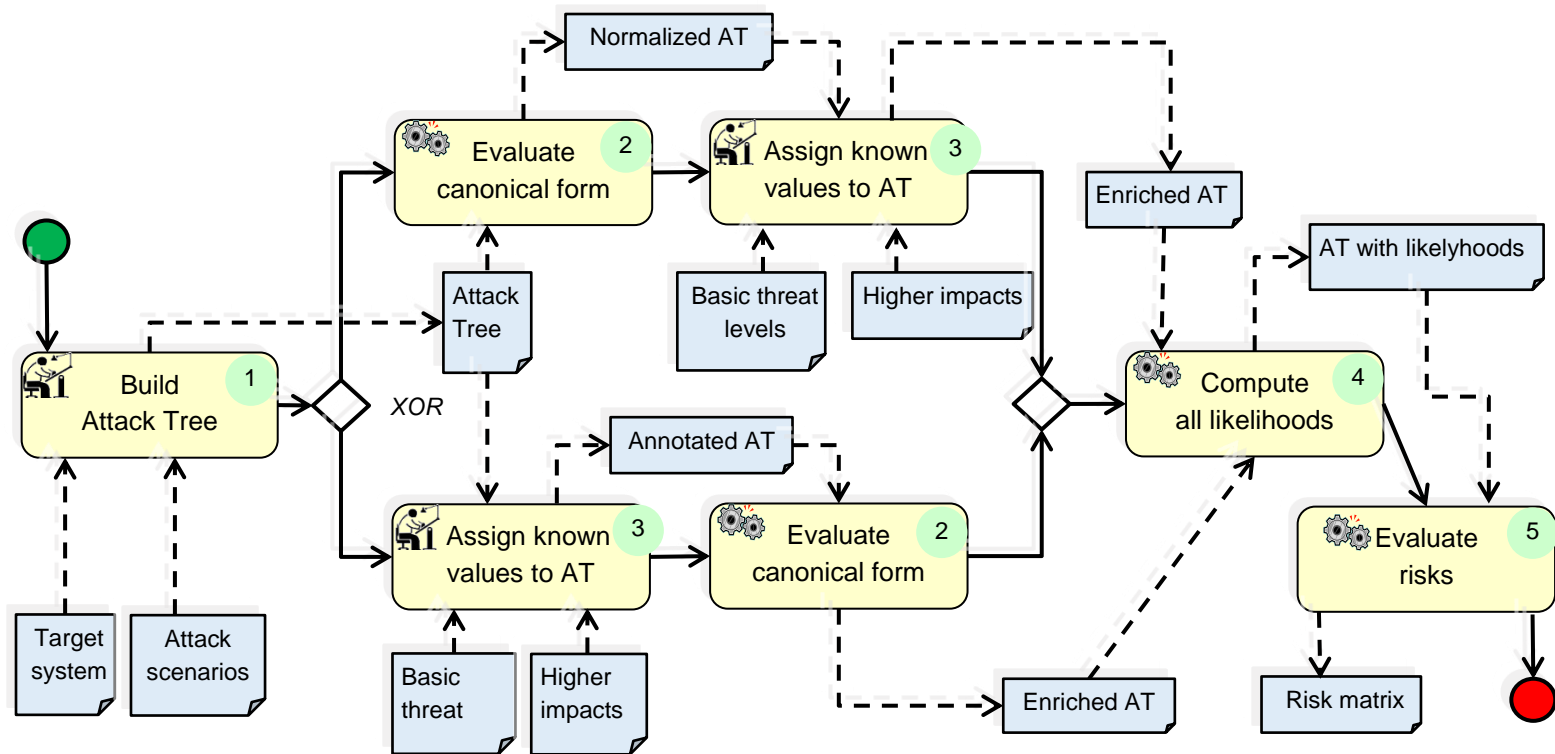 Normalized AT
Evaluate
canonical form
2
Assign known
values to AT
3
Enriched AT
Attack
Tree
Basic threat
levels
Higher impacts
AT with likelyhoods
Build
Attack Tree
1
XOR
Compute
all likelihoods
4
Annotated AT
Assign known
values to AT
3
Evaluate
canonical form
2
Evaluate
risks
5
Target
system
Attack
scenarios
Basic
threat
Higher
impacts
Enriched AT
Risk matrix